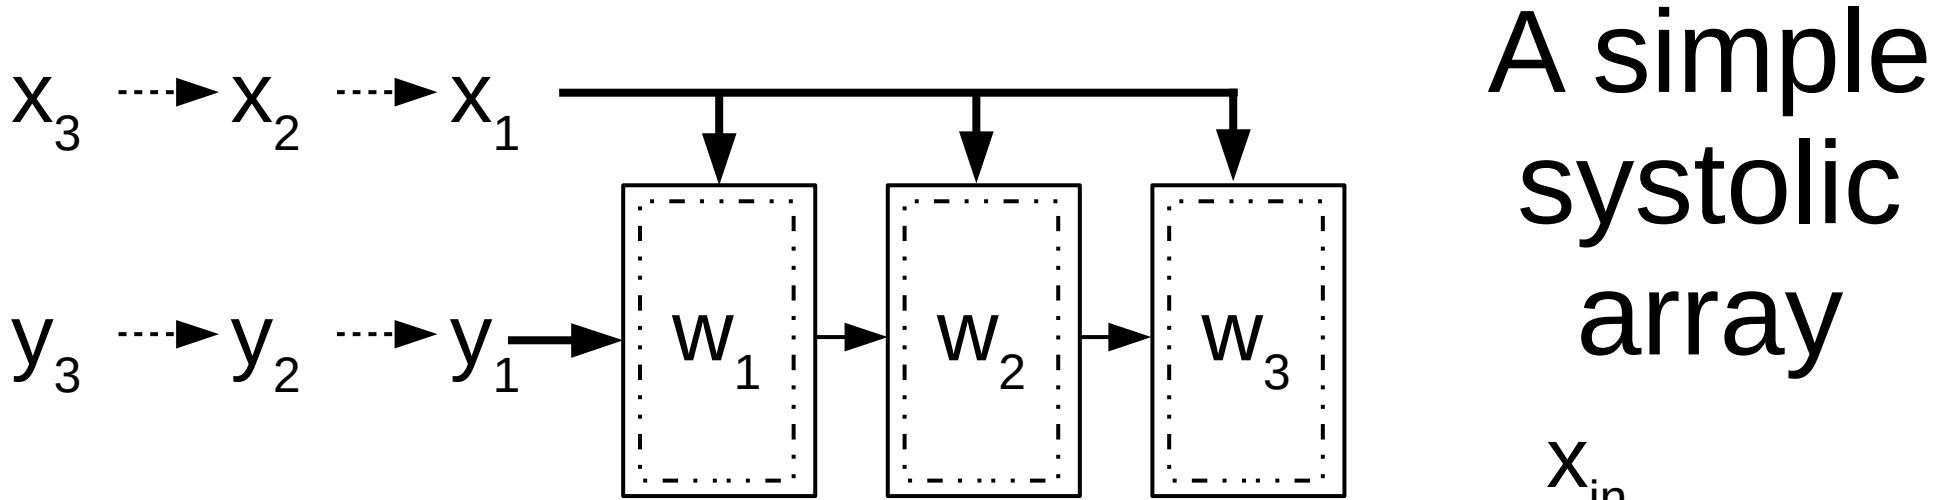 x3 x2 x1
y3 y2 y1
w1 w2 w3
A simple
systolic
array
xin